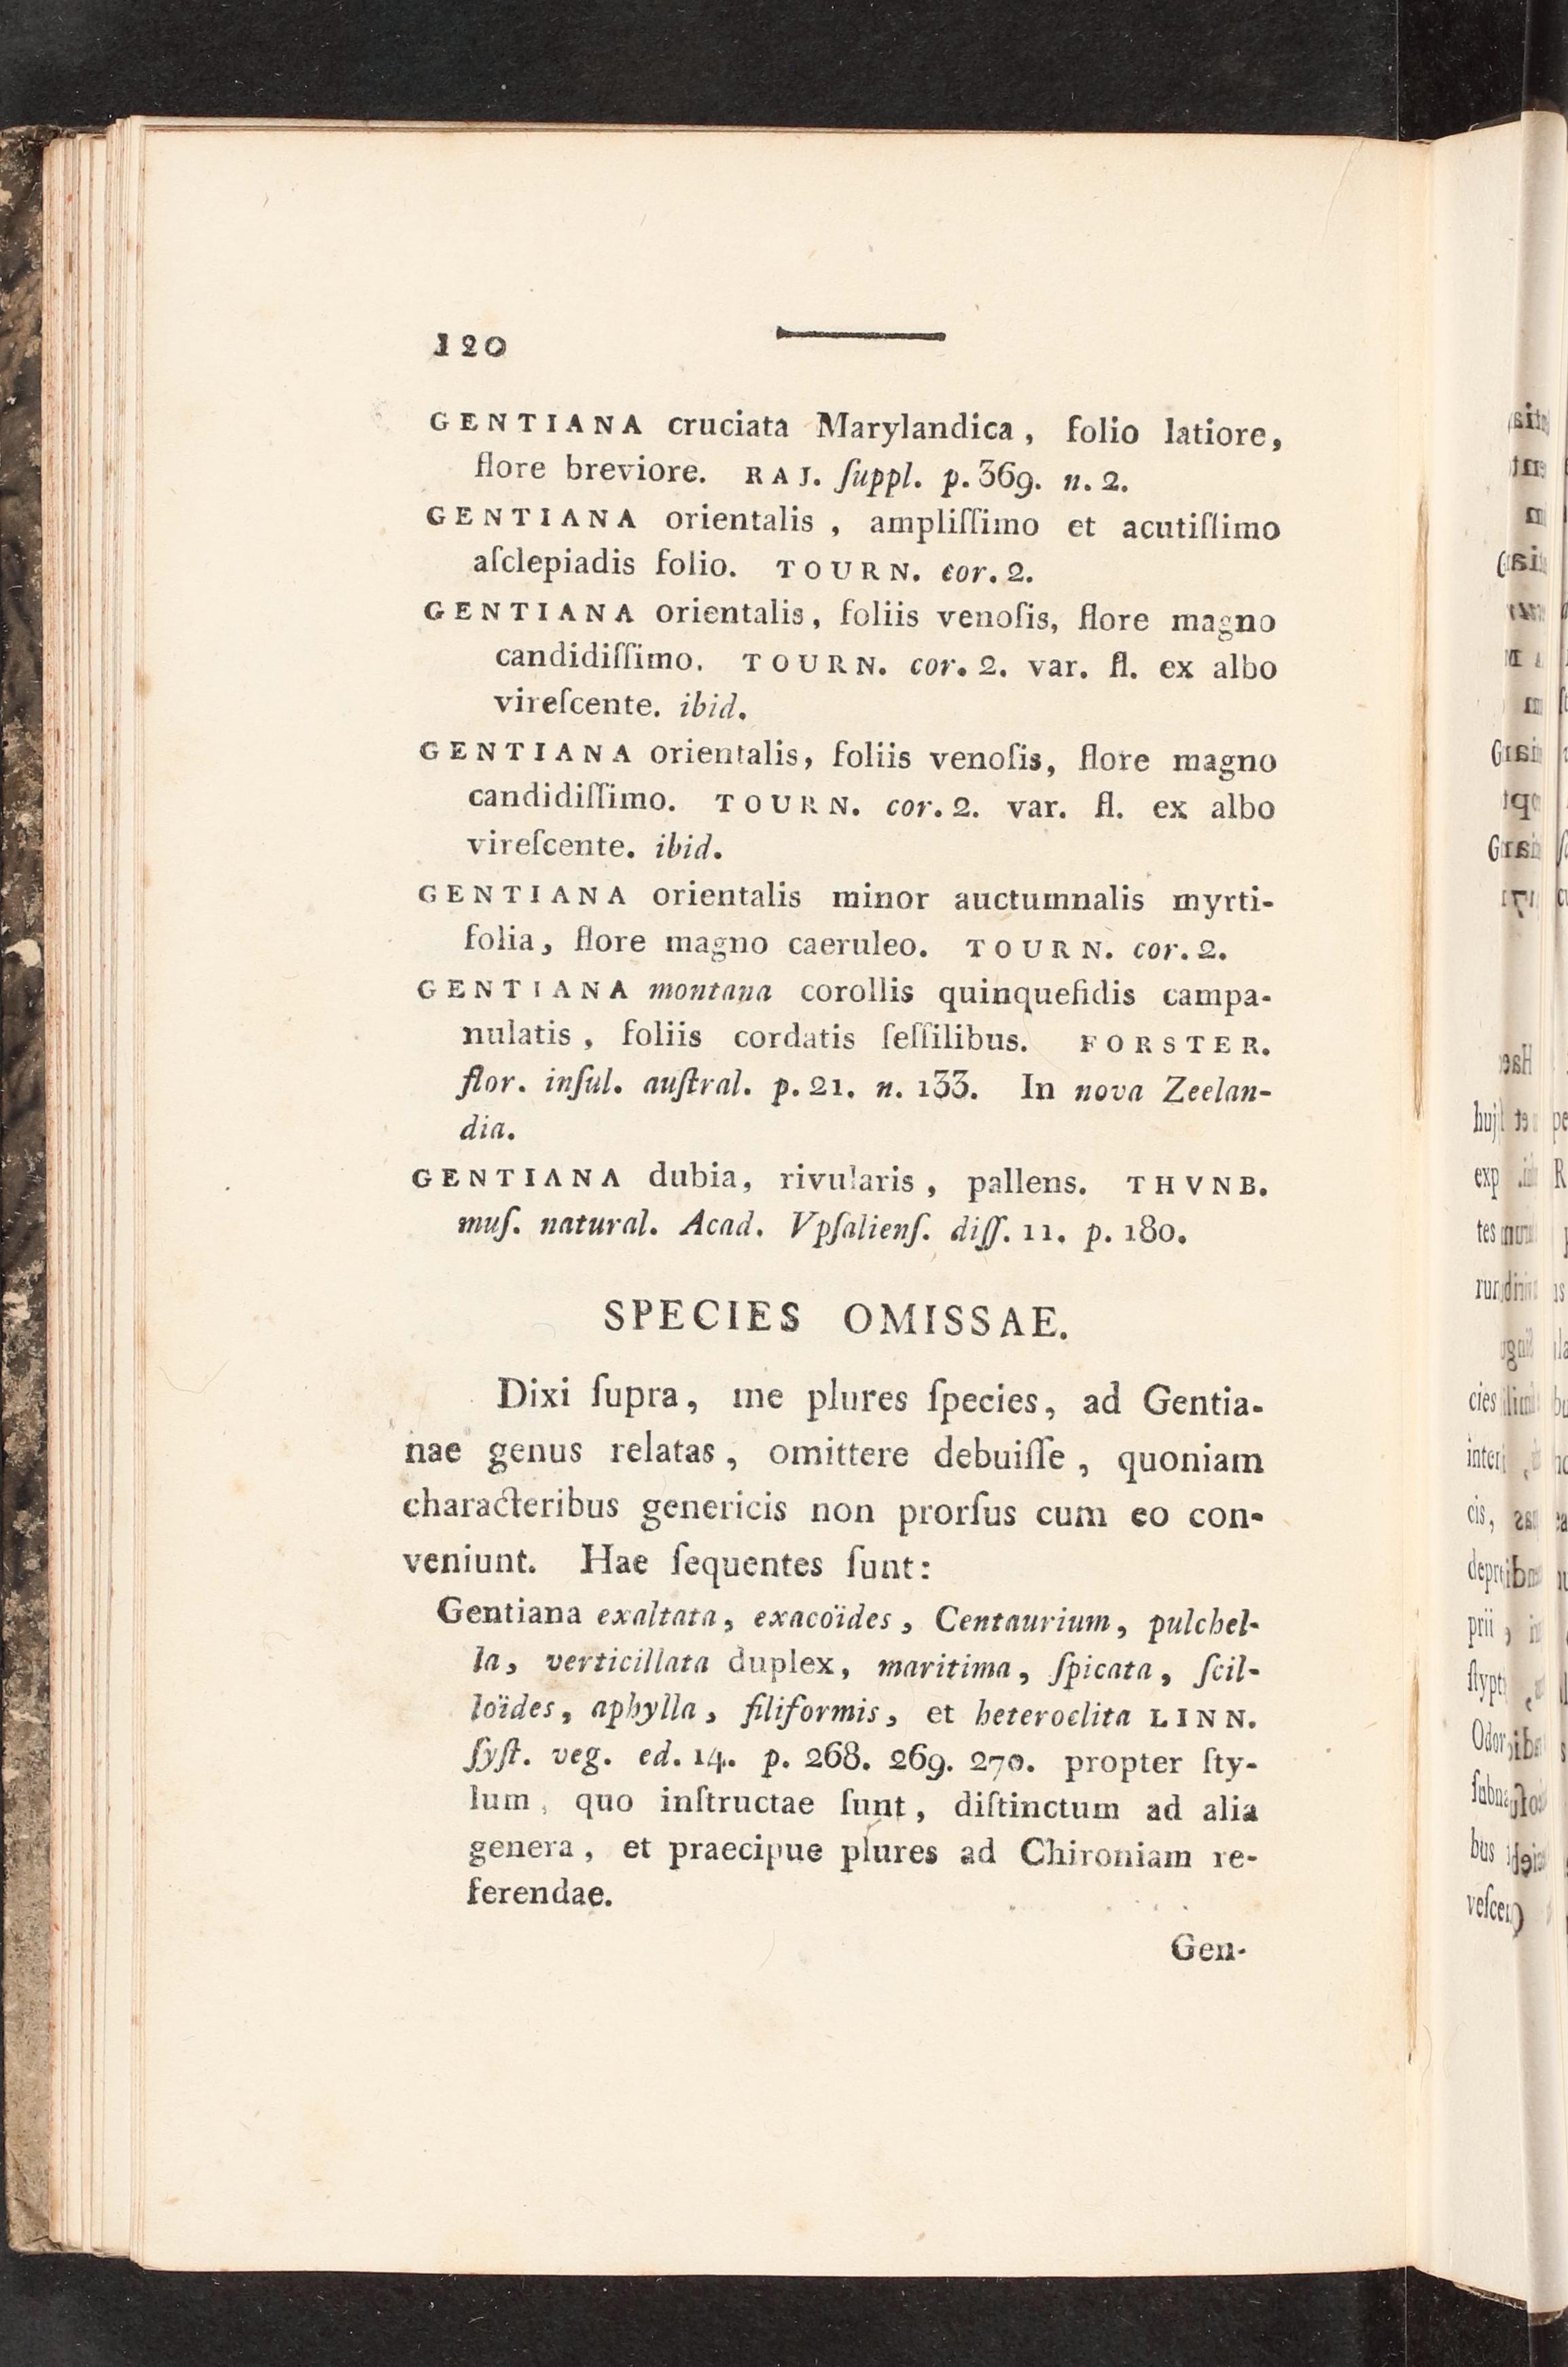 120
GENTIANA cruciata Marylandica, folio latiore,
flore breviore. RAJ. ſuppl. p. 369. n. 2.
GENTIANA orientalis, ampliſſimo et acutiſſimo
aſclepiadis folio. TOURN. cor. 2.
GENTIANA orientalis, foliis venoſis, flore magno
candidiſſimo. TOURN. cor. 2. var. fl. ex albo
vireſcente. ibid.
GENTIANA orientalis, foliis venoſis, flore magno
candidiſſimo. TOURN. cor. 2. var. fl. ex albo
vireſcente. ibid.
GENTIANA orientalis minor auctumnalis myrti-
folia, flore magno caeruleo. TOURN. cor. 2.
GENTIANA montana corollis quinquefidis campa-
nulatis, foliis cordatis ſeſſilibus. FORSTER.
flor. inſul. auſtral. p. 21. n. 133. In nova Zeelan-
dia.
GENTIANA dubia, rivularis, pallens. THVNB.
muſ. natural. Acad. Vpſalienſ. diſſ. 11. p. 180.
SPECIES OMISSAE.
Dixi ſupra, me plures ſpecies, ad Gentia-
nae genus relatas, omittere debuiſſe, quoniam
characteribus genericis non prorſus cum eo con-
veniunt. Hae ſequentes ſunt:
Gentiana exaltata, exacoïdes, Centaurium, pulchel-
la, verticillata duplex, maritima, ſpicata, ſcil-
loïdes, aphylla, filiformis, et heteroclita LINN.
ſyſt. veg. ed. 14. p. 268. 269. 270. propter ſty-
lum, quo inſtructae ſunt, diſtinctum ad alia
genera, et praecipue plures ad Chironiam re-
ferendae.
Gen-